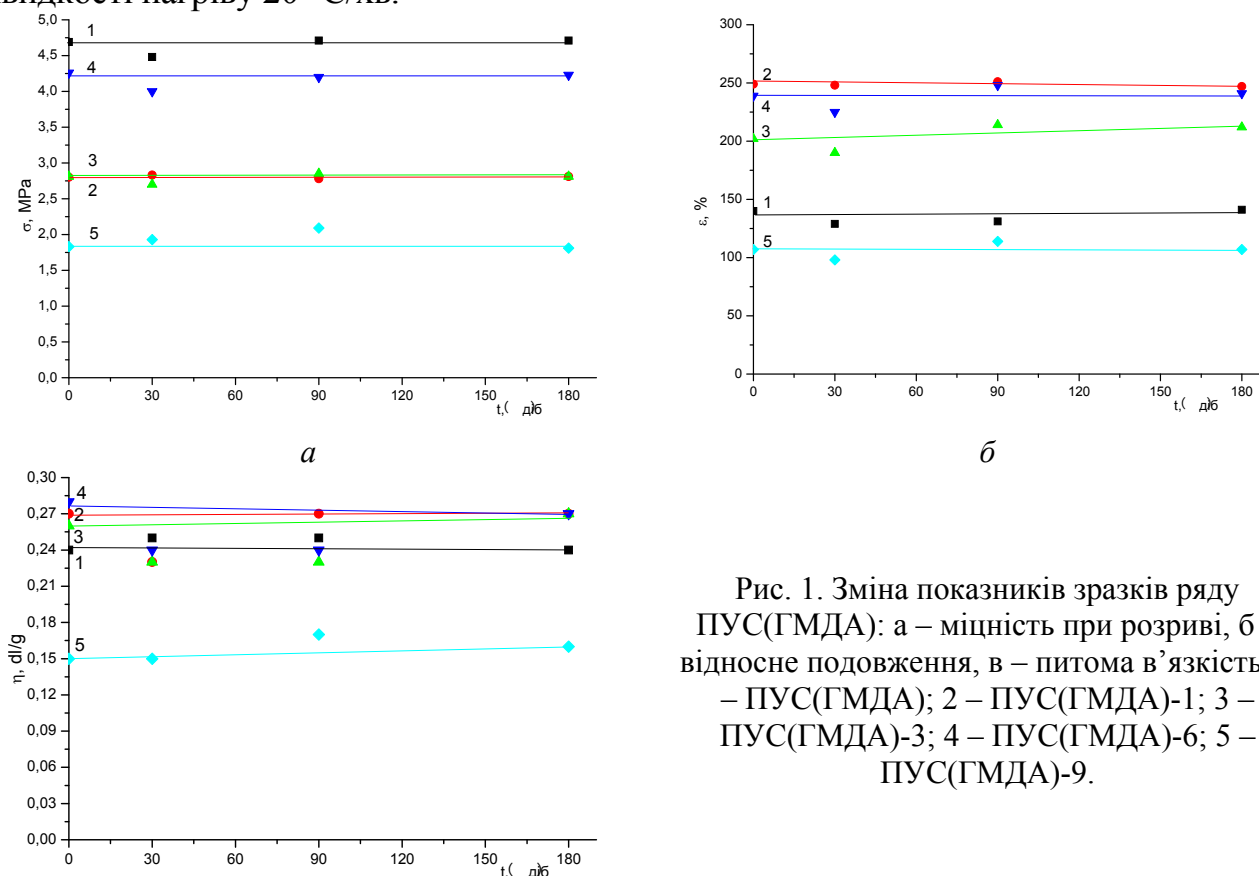 швидкості нагріву 20 °С/хв.
5,0
4,5
4,0
3,5
3,0
2,5
2,0
1,5
1,0
0,5
0,0
σ, MPa
1
4
3
2
5
0 30 60 90 120 150 180
t,( діб
а
300
250
200
150
100
50
0
ε, %
2
4
3
1
5
0 30 60 90 120 150 180
t,( діб
б
0,30
0,27
0,24
0,21
0,18
0,15
0,12
0,09
0,06
0,03
0,00
η, dl/g
4
2
3
1
5
0 30 60 90 120 150 180
t,( діб
Рис. 1. Зміна показників зразків ряду
ПУС(ГМДА): а – міцність при розриві, б
відносне подовження, в – питома в’язкість
– ПУС(ГМДА); 2 – ПУС(ГМДА)-1; 3 –
ПУС(ГМДА)-3; 4 – ПУС(ГМДА)-6; 5 –
ПУС(ГМДА)-9.